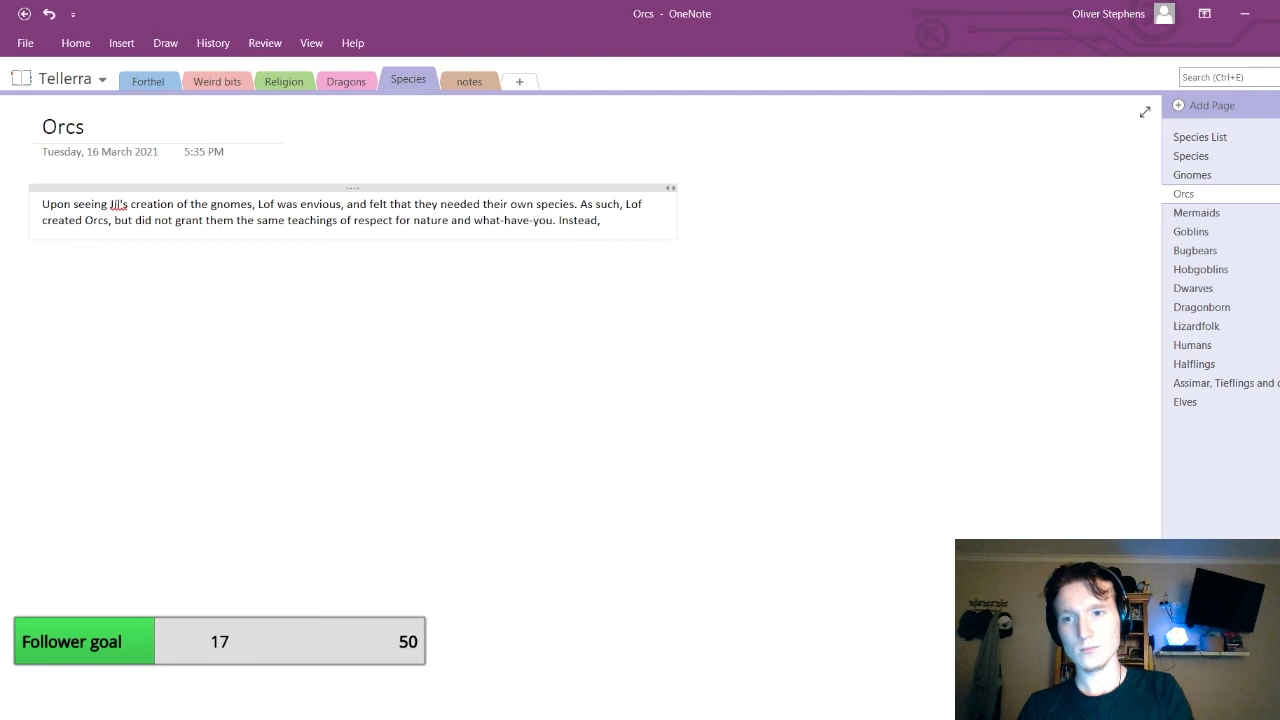 Orcs - OneNote
Oliver Stephens
File Home Insert Draw History Review View Help
Tellerra Forthel Weird bits Religion Dragons Species notes +
Search (Ctrl+E)
Add Page
Orcs
Tuesday, 16 March 2021 5:35 PM
Upon seeing Jil's creation of the gnomes, Lof was envious, and felt that they needed their own species. As such, Lof
created Orcs, but did not grant them the same teachings of respect for nature and what-have-you. Instead,
Species List
Species
Gnomes
Orcs
Mermaids
Goblins
Bugbears
Hobgoblins
Dwarves
Dragonborn
Lizardfolk
Humans
Halflings
Assimar, Tieflings and
Elves
Follower goal 17 50